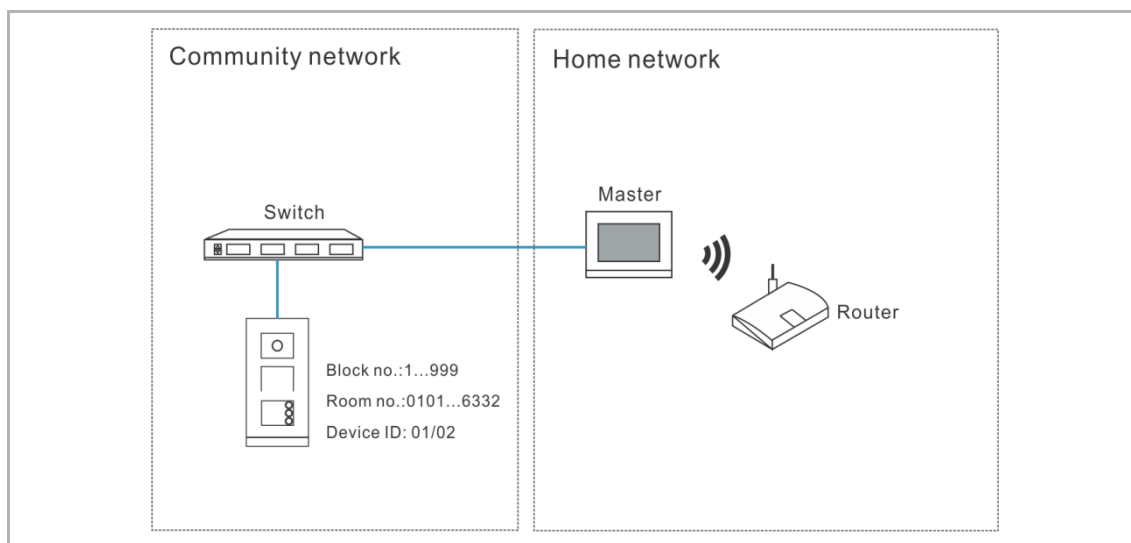 Community network
Home network
Master
Switch
Router
Block no.:1...999
Room no.:0101...6332
Device ID: 01/02